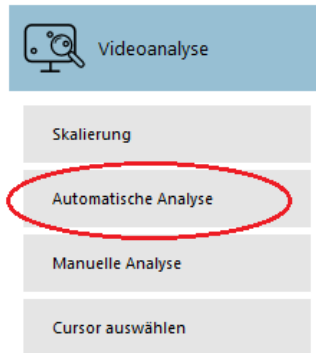 Videoanalyse
Skalierung
Automatische Analyse
Manuelle Analyse
Cursor auswählen